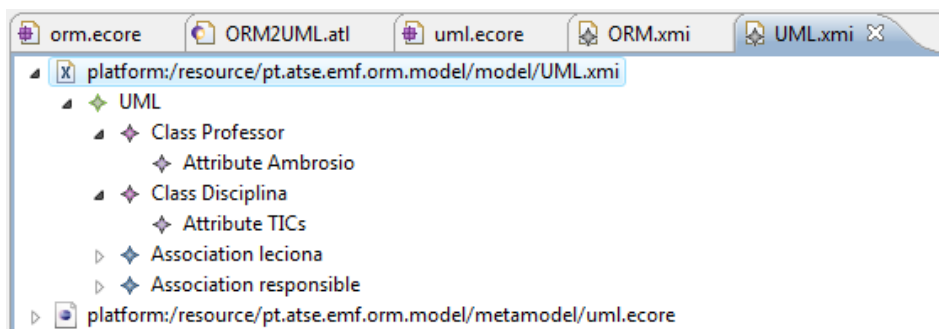 orm.ecore ORM2UML.atl uml.ecore ORM.xmi UML.xmi
platform:/resource/pt.atse.emf.orm.model/model/UML.xmi
UML
Class Professor
Attribute Ambrosio
Class Disciplina
Attribute TICs
Association leciona
Association responsible
platform:/resource/pt.atse.emf.orm.model/metamodel/uml.ecore